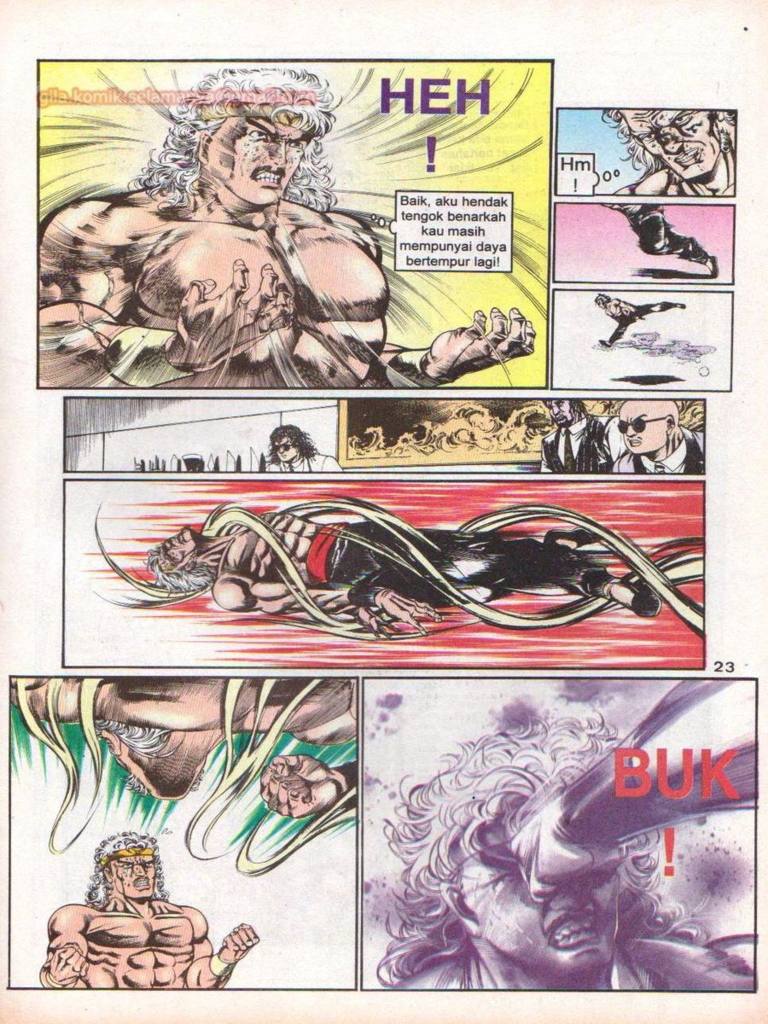 HEH
!
Baik, aku hendak
tengok benarkah
kau masih
mempunyai daya
bertempur lagi!
Hm
!
23
BUK
!